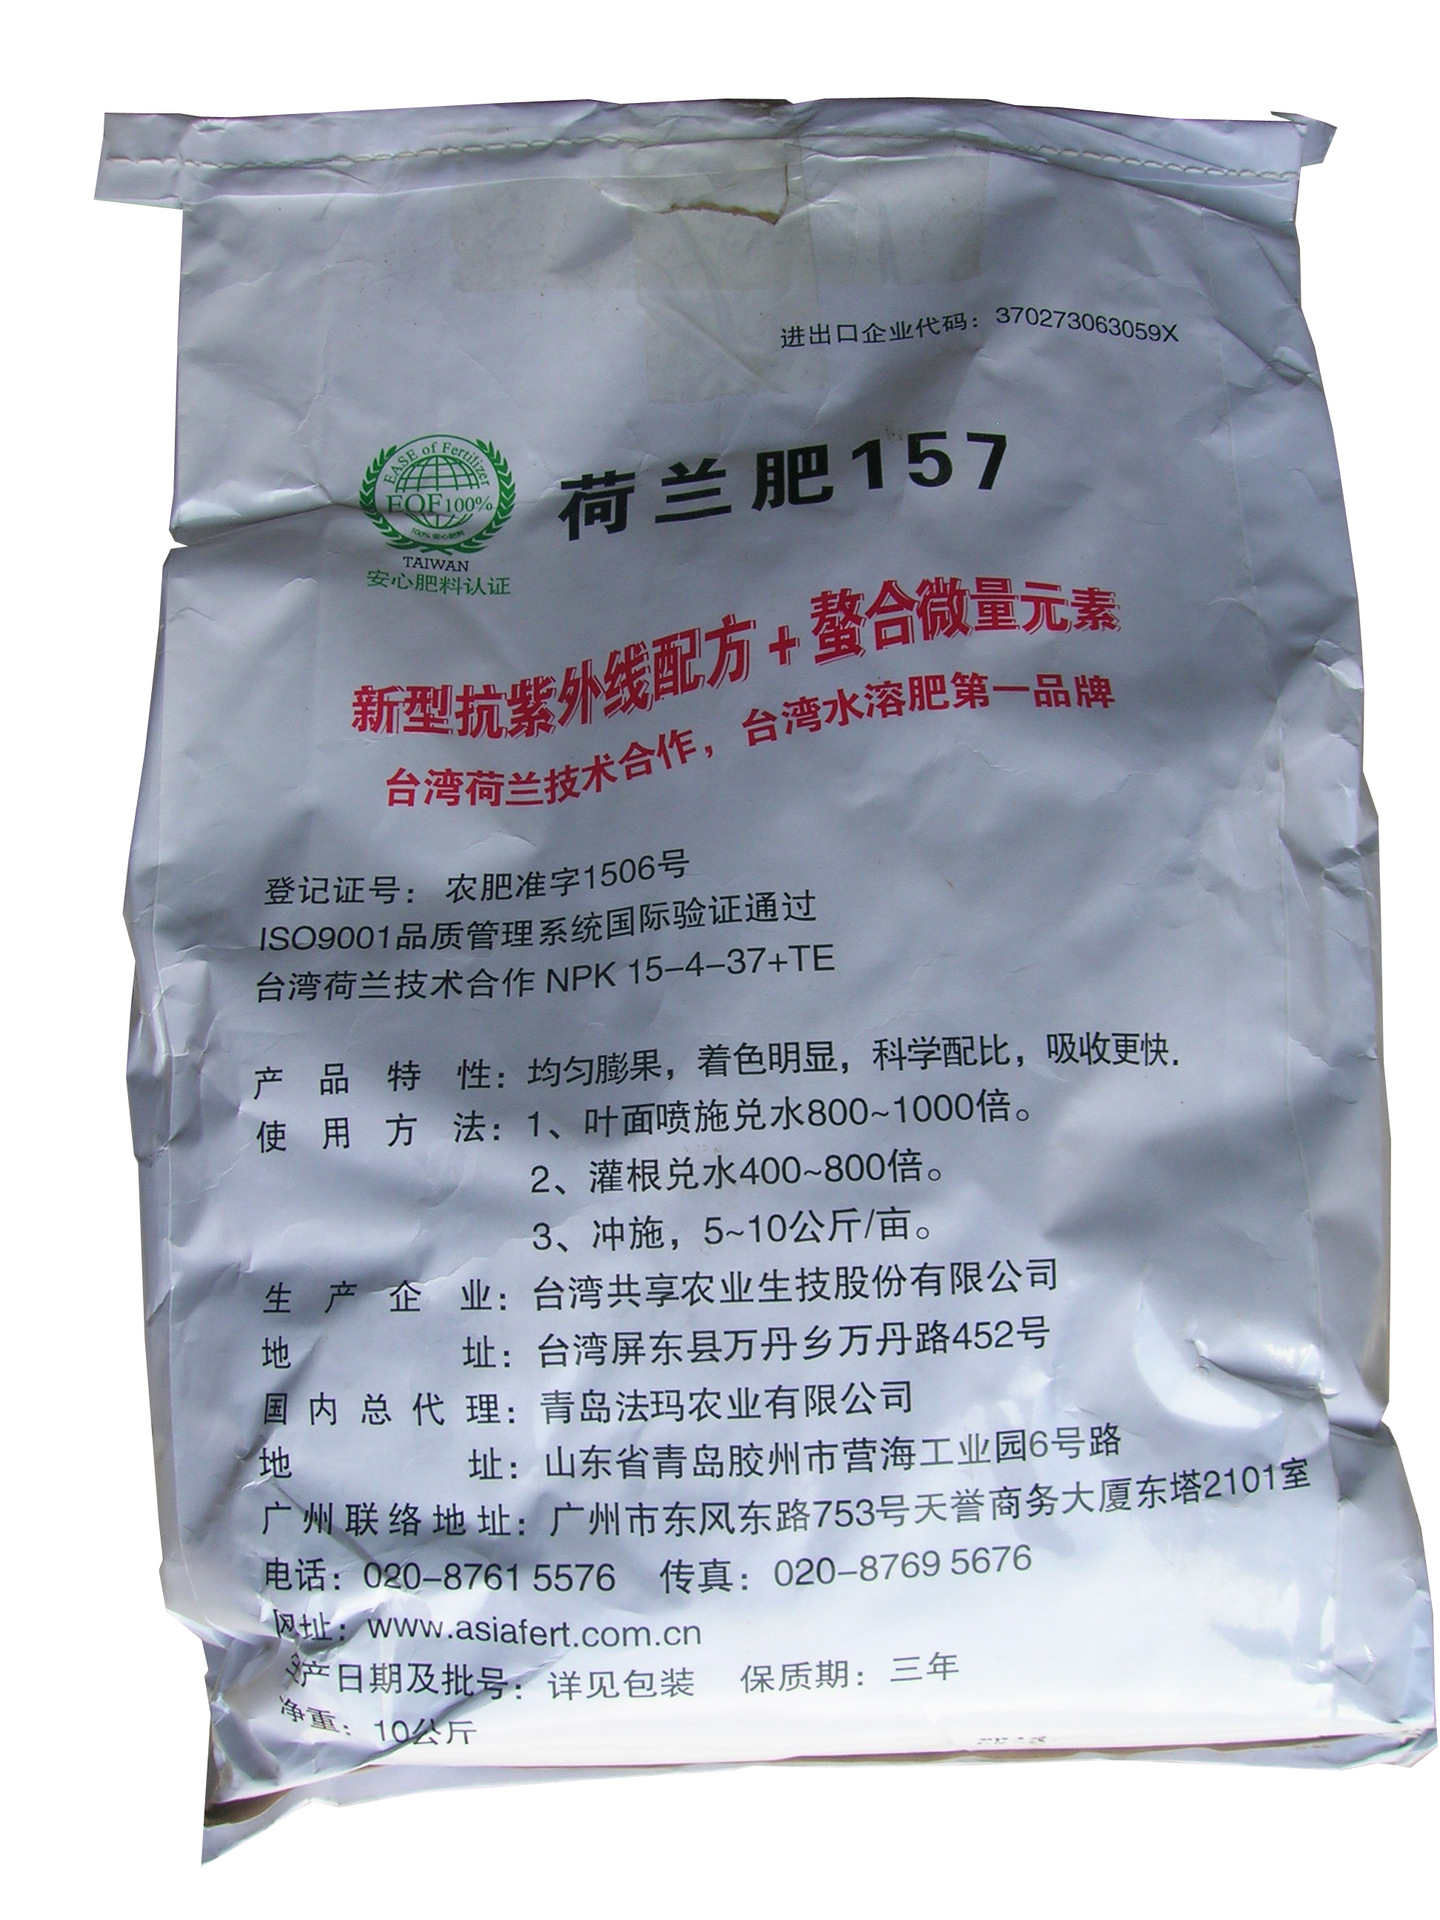 进出口企业代码：370273063059X
EASE of Fertilizer
EOF100%
100% 安心肥料
TAIWAN
安心肥料认证
荷兰肥157
新型抗紫外线配方+螯合微量元素
台湾荷兰技术合作，台湾水溶肥第一品牌
登记证号： 农肥准字1506号
ISO9001品质管理系统国际验证通过
台湾荷兰技术合作 NPK 15-4-37+TE
产品特性：均匀膨果，着色明显，科学配比，吸收更快.
使用方法：1、叶面喷施兑水800~1000倍。
2、灌根兑水400~800倍。
3、冲施，5~10公斤/亩。
生产企业：台湾共享农业生技股份有限公司
地址：台湾屏东县万丹乡万丹路452号
国内总代理：青岛法玛农业有限公司
地址：山东省青岛胶州市营海工业园6号路
广州联络地址：广州市东风东路753号天誉商务大厦东塔2101室
电话：020-8761 5576 传真：020-8769 5676
网址：www.asiafert.com.cn
生产日期及批号：详见包装 保质期：三年
净重：10公斤